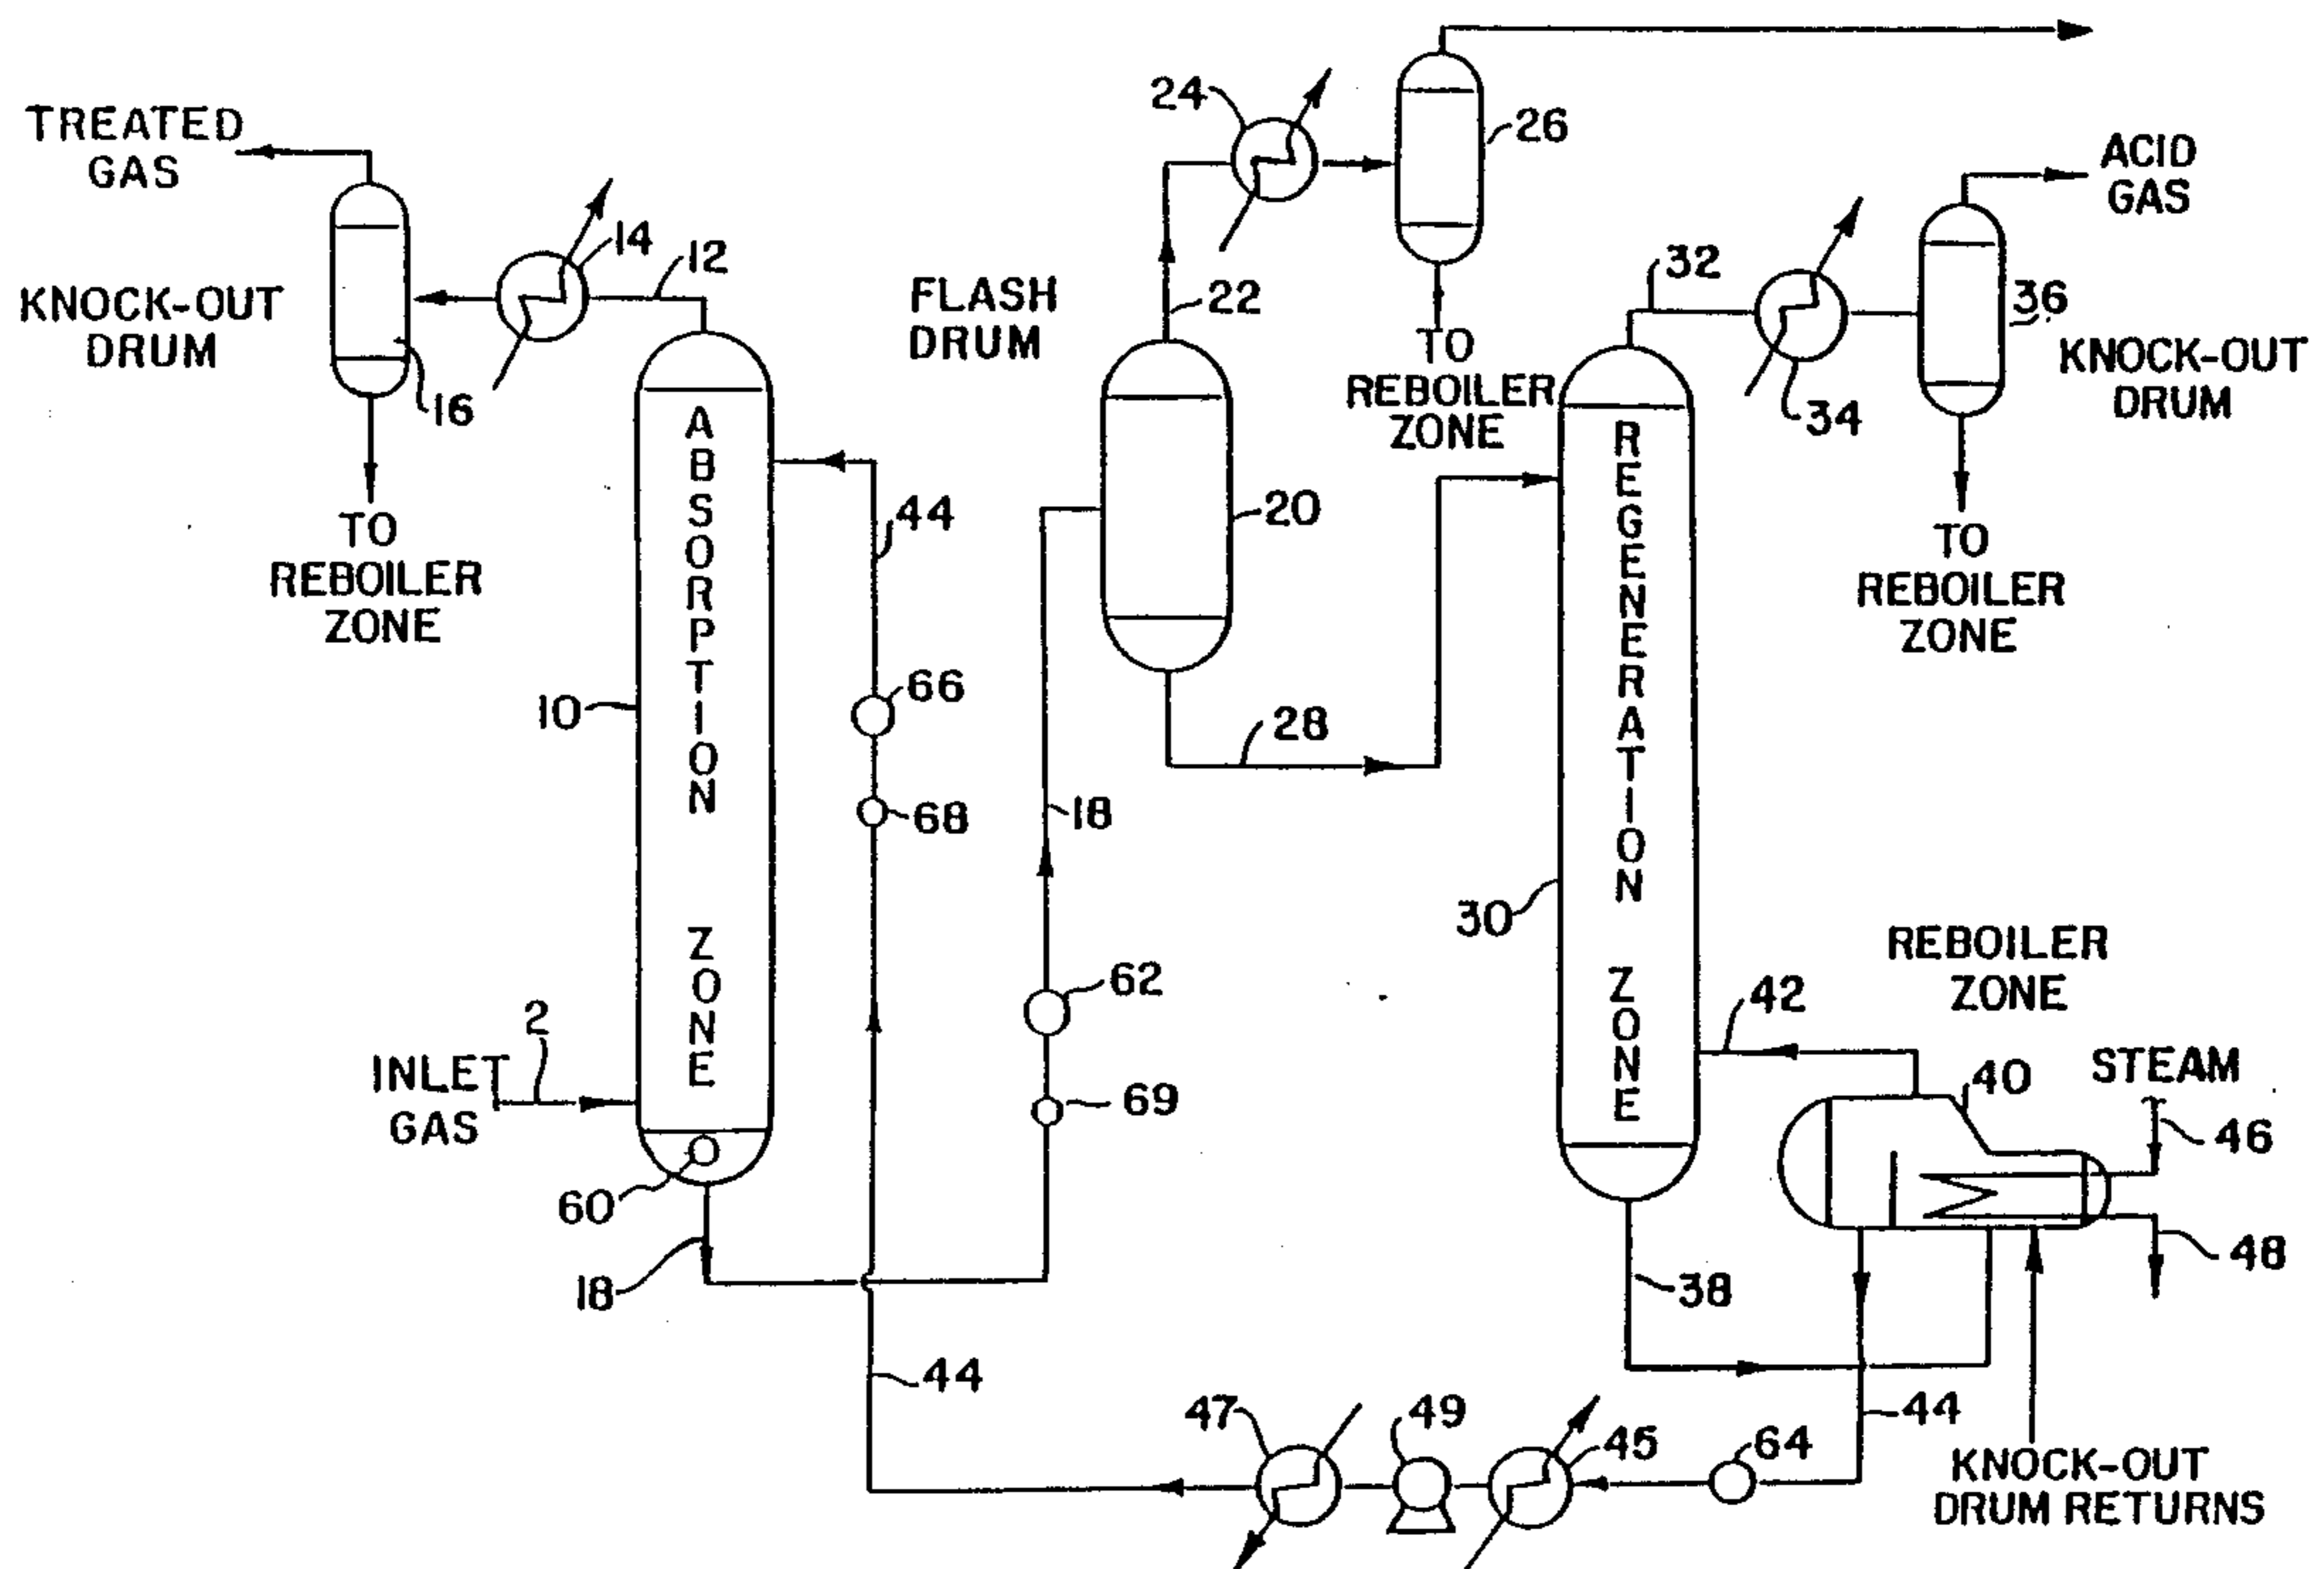 TREATED
GAS
KNOCK-OUT
DRUM
16
TO
REBOILER
ZONE
14
12
ABSORPTION ZONE
10
INLET
GAS
2
60
18
44
66
68
18
62
69
44
FLASH
DRUM
20
22
24
26
TO
REBOILER
ZONE
28
REGENERATION ZONE
30
32
34
36
ACID
GAS
KNOCK-OUT
DRUM
TO
REBOILER
ZONE
REBOILER
ZONE
42
40
STEAM
46
48
38
44
KNOCK-OUT
DRUM RETURNS
64
45
49
47